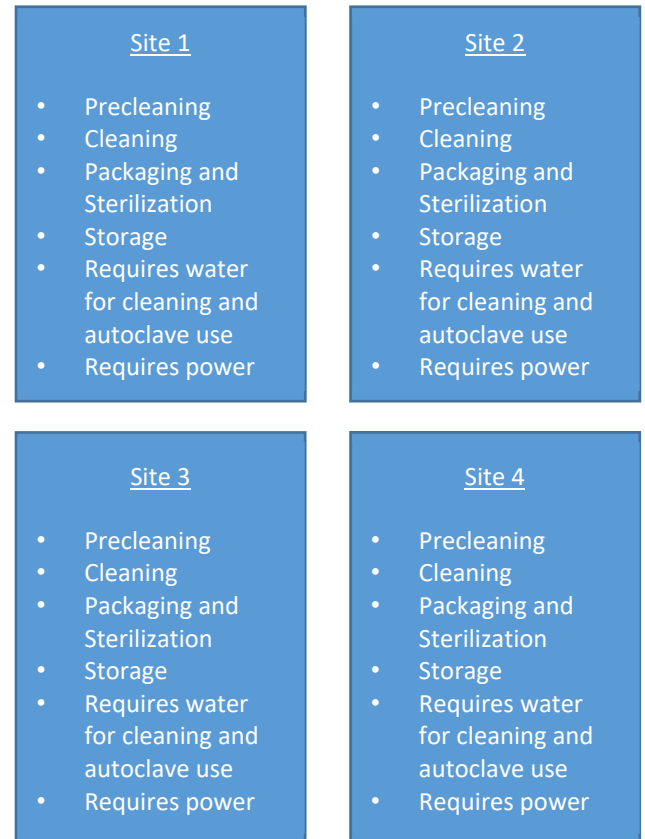 Site 1
• Precleaning
• Cleaning
• Packaging and
Sterilization
• Storage
• Requires water
for cleaning and
autoclave use
• Requires power
Site 2
• Precleaning
• Cleaning
• Packaging and
Sterilization
• Storage
• Requires water
for cleaning and
autoclave use
• Requires power
Site 3
• Precleaning
• Cleaning
• Packaging and
Sterilization
• Storage
• Requires water
for cleaning and
autoclave use
• Requires power
Site 4
• Precleaning
• Cleaning
• Packaging and
Sterilization
• Storage
• Requires water
for cleaning and
autoclave use
• Requires power